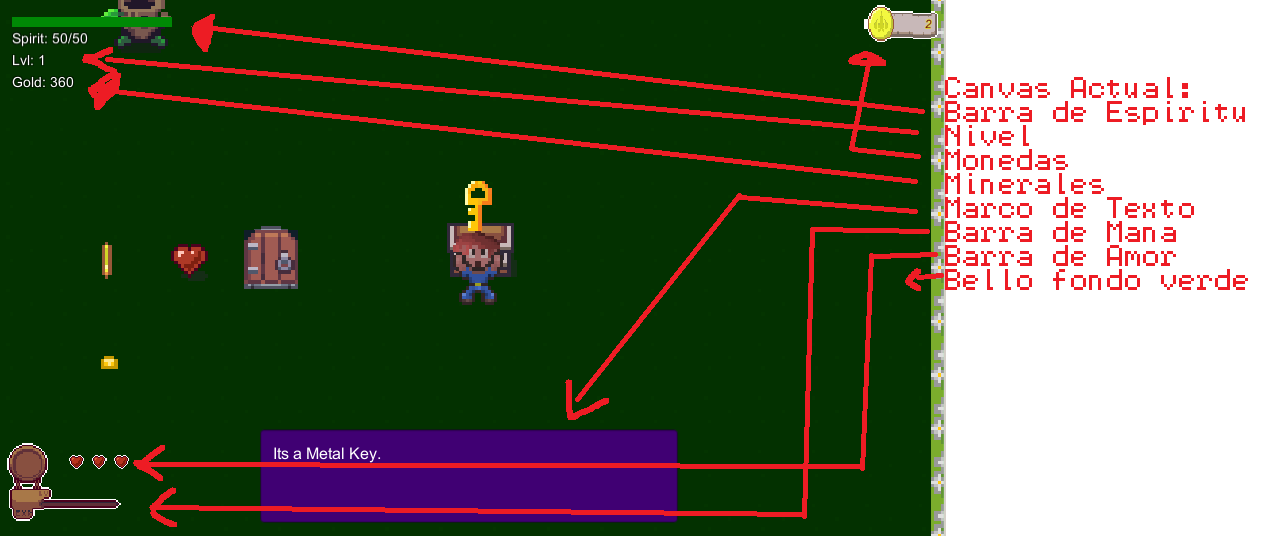 Spirit: 50/50
Lvl: 1
Gold: 360
2
Canvas Actual:
Barra de Espiritu
Nivel
Monedas
Minerales
Marco de Texto
Barra de Mana
Barra de Amor
Bello fondo verde
Its a Metal Key.